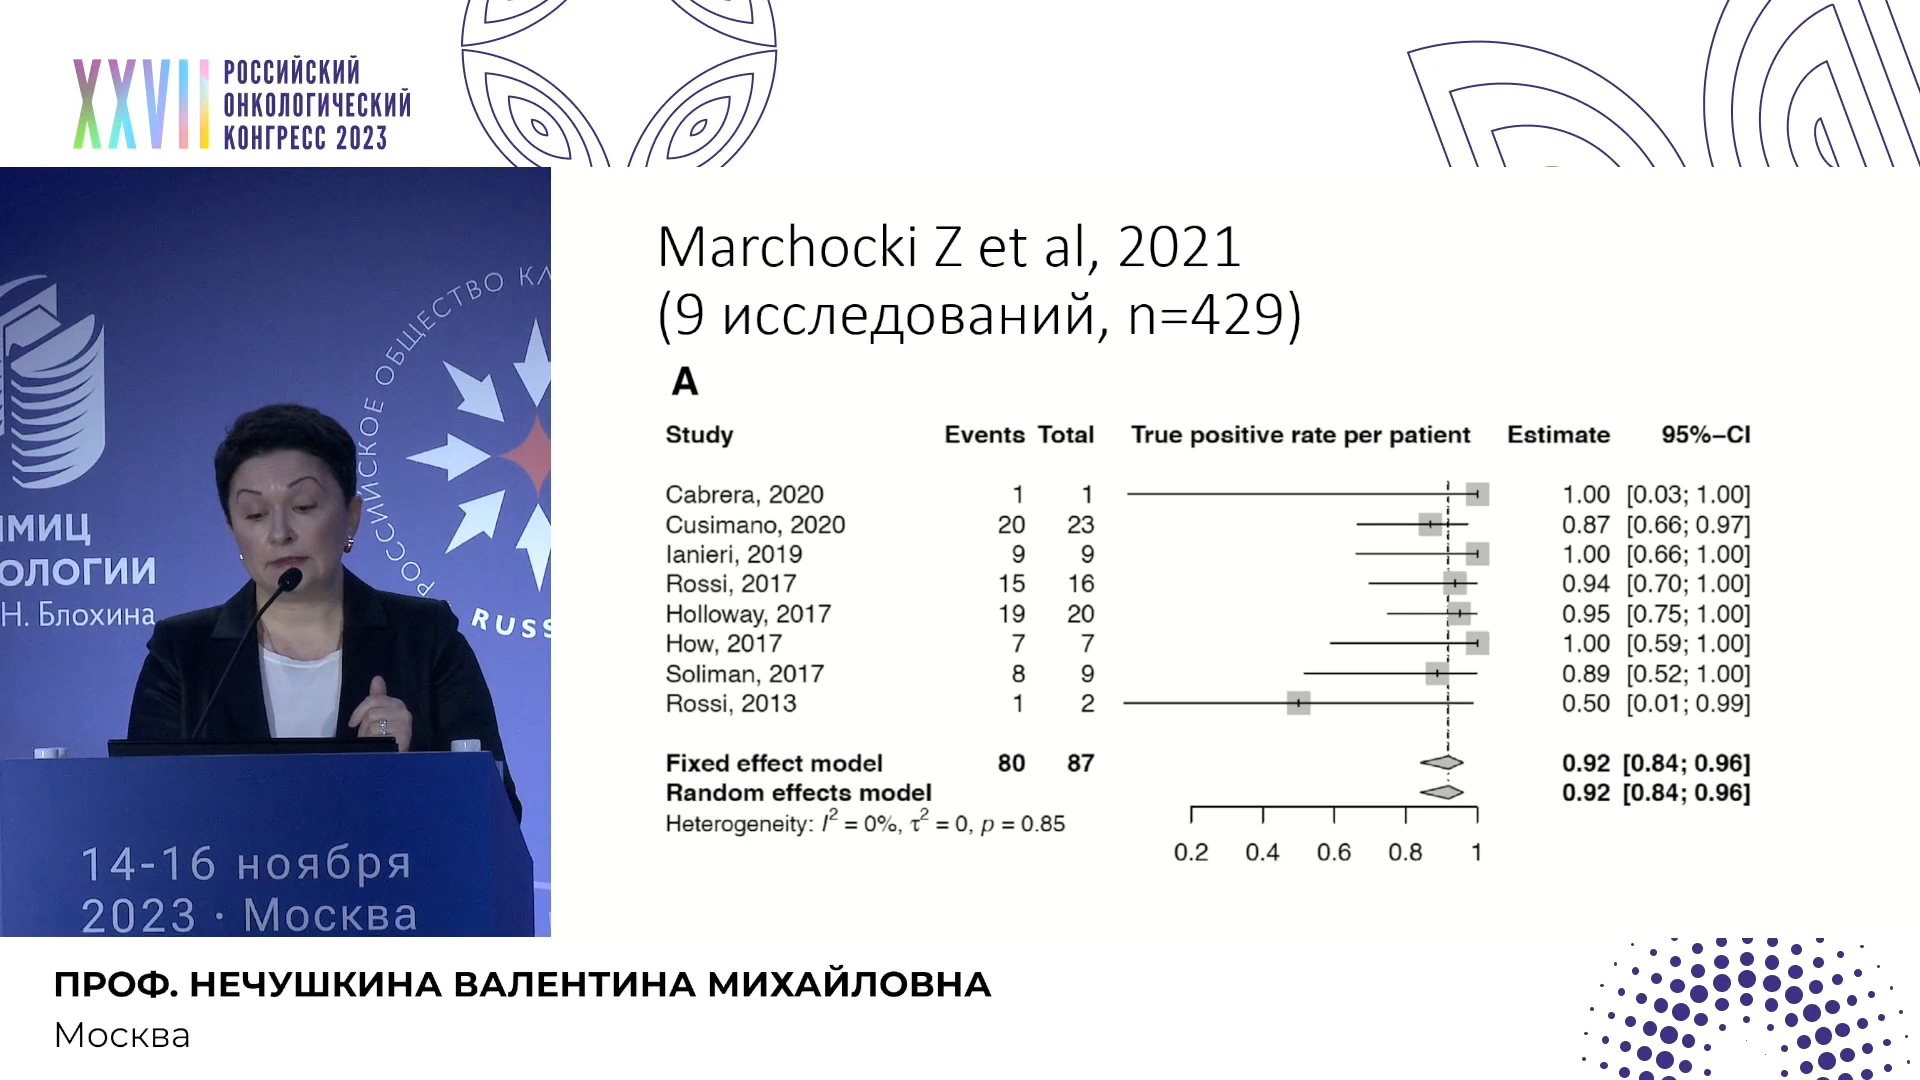 XXVII
РОССИЙСКИЙ
ОНКОЛОГИЧЕСКИЙ
КОНГРЕСС 2023
РОССИЙСКОЕ ОБЩЕСТВО КЛ
RUSS
МИЦ
ОЛОГИИ
Н. Блохина
14-16 ноября
2023 · Москва
Marchocki Z et al, 2021
(9 исследований, n=429)
A
Study Events Total True positive rate per patient Estimate 95%–CI
Cabrera, 2020 1 1 1.00 [0.03; 1.00]
Cusimano, 2020 20 23 0.87 [0.66; 0.97]
Ianieri, 2019 9 9 1.00 [0.66; 1.00]
Rossi, 2017 15 16 0.94 [0.70; 1.00]
Holloway, 2017 19 20 0.95 [0.75; 1.00]
How, 2017 7 7 1.00 [0.59; 1.00]
Soliman, 2017 8 9 0.89 [0.52; 1.00]
Rossi, 2013 1 2 0.50 [0.01; 0.99]
Fixed effect model 80 87 0.92 [0.84; 0.96]
Random effects model 0.92 [0.84; 0.96]
Heterogeneity: I² = 0%, τ² = 0, p = 0.85
0.2 0.4 0.6 0.8 1
ПРОФ. НЕЧУШКИНА ВАЛЕНТИНА МИХАЙЛОВНА
Москва